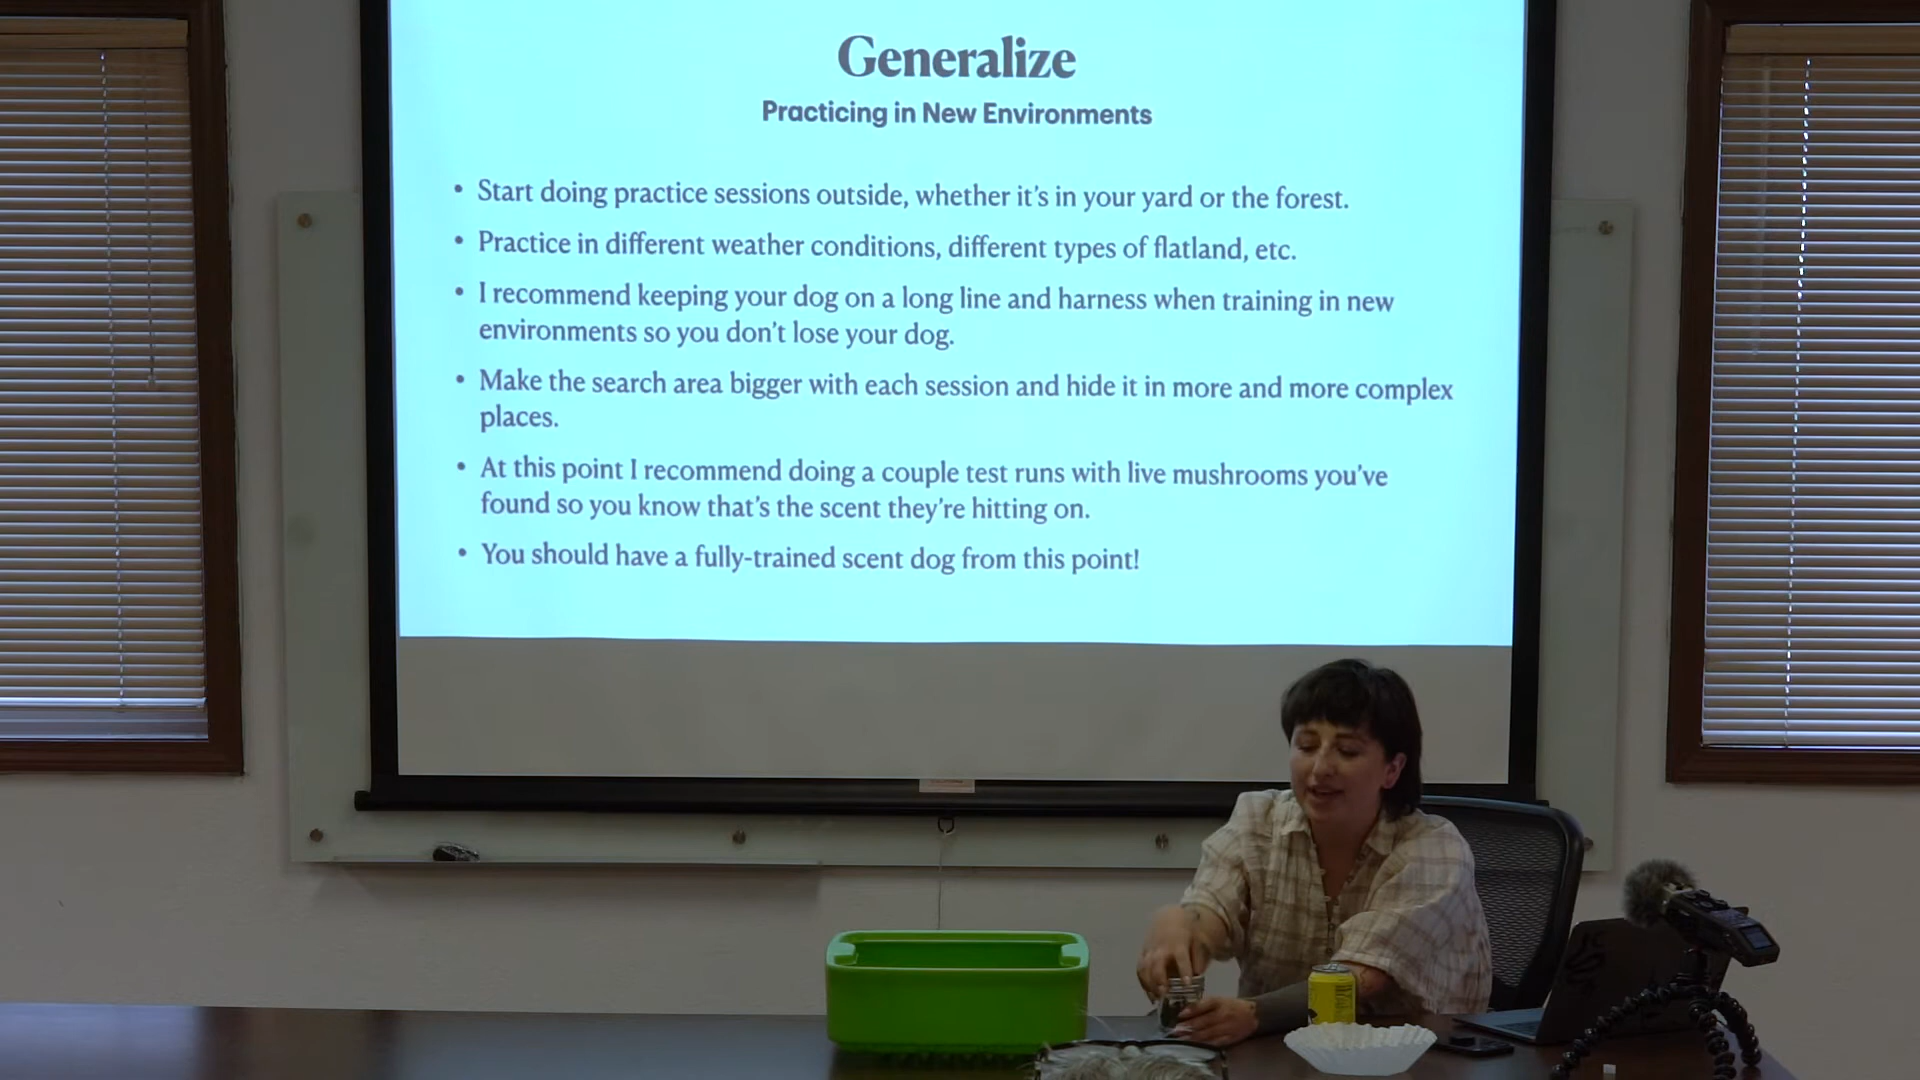 Generalize
Practicing in New Environments
• Start doing practice sessions outside, whether it's in your yard or the forest.
• Practice in different weather conditions, different types of flatland, etc.
• I recommend keeping your dog on a long line and harness when training in new
environments so you don't lose your dog.
• Make the search area bigger with each session and hide it in more and more complex
places.
• At this point I recommend doing a couple test runs with live mushrooms you've
found so you know that's the scent they're hitting on.
• You should have a fully-trained scent dog from this point!